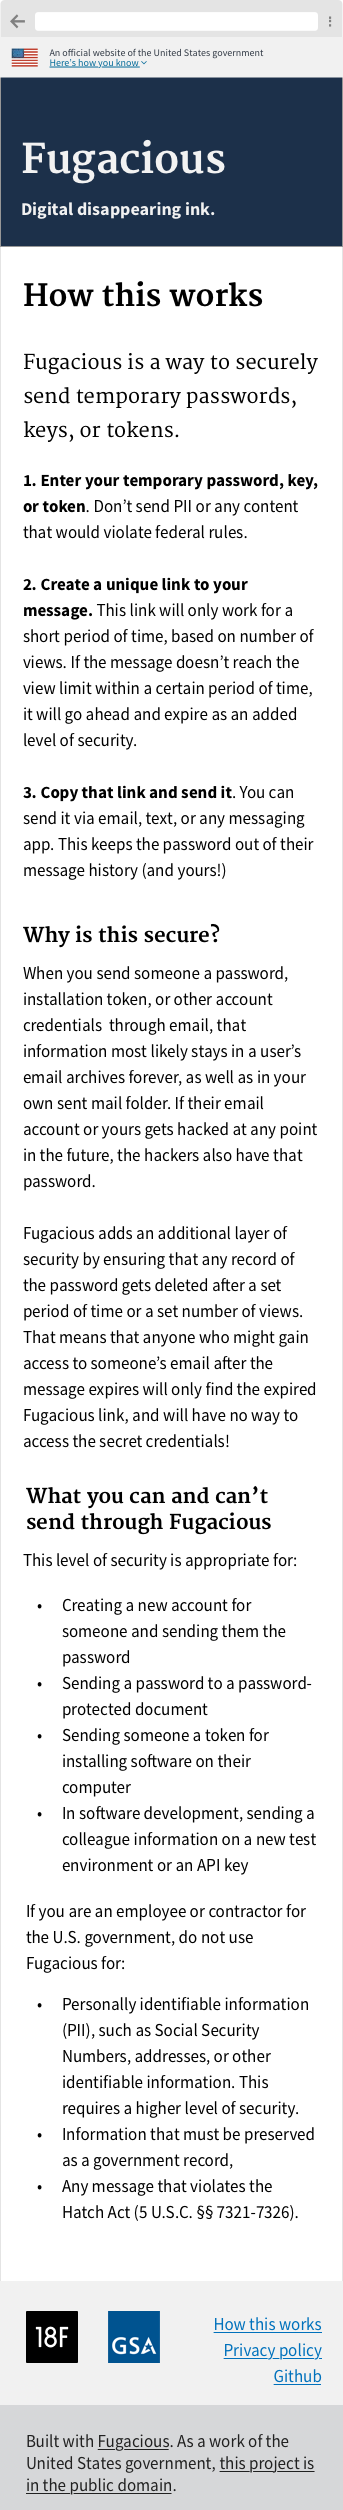 An official website of the United States government
Here's how you know
Fugacious
Digital disappearing ink.
How this works
Fugacious is a way to securely
send temporary passwords,
keys, or tokens.
1. Enter your temporary password, key,
or token. Don’t send PII or any content
that would violate federal rules.
2. Create a unique link to your
message. This link will only work for a
short period of time, based on number of
views. If the message doesn’t reach the
view limit within a certain period of time,
it will go ahead and expire as an added
level of security.
3. Copy that link and send it. You can
send it via email, text, or any messaging
app. This keeps the password out of their
message history (and yours!)
Why is this secure?
When you send someone a password,
installation token, or other account
credentials  through email, that
information most likely stays in a user’s
email archives forever, as well as in your
own sent mail folder. If their email
account or yours gets hacked at any point
in the future, the hackers also have that
password.
Fugacious adds an additional layer of
security by ensuring that any record of
the password gets deleted after a set
period of time or a set number of views.
That means that anyone who might gain
access to someone’s email after the
message expires will only find the expired
Fugacious link, and will have no way to
access the secret credentials!
What you can and can’t
send through Fugacious
This level of security is appropriate for:
• Creating a new account for
someone and sending them the
password
• Sending a password to a password-
protected document
• Sending someone a token for
installing software on their
computer
• In software development, sending a
colleague information on a new test
environment or an API key
If you are an employee or contractor for
the U.S. government, do not use
Fugacious for:
• Personally identifiable information
(PII), such as Social Security
Numbers, addresses, or other
identifiable information. This
requires a higher level of security.
• Information that must be preserved
as a government record,
• Any message that violates the
Hatch Act (5 U.S.C. §§ 7321-7326).
18F
GSA
How this works
Privacy policy
Github
Built with Fugacious. As a work of the
United States government, this project is
in the public domain.